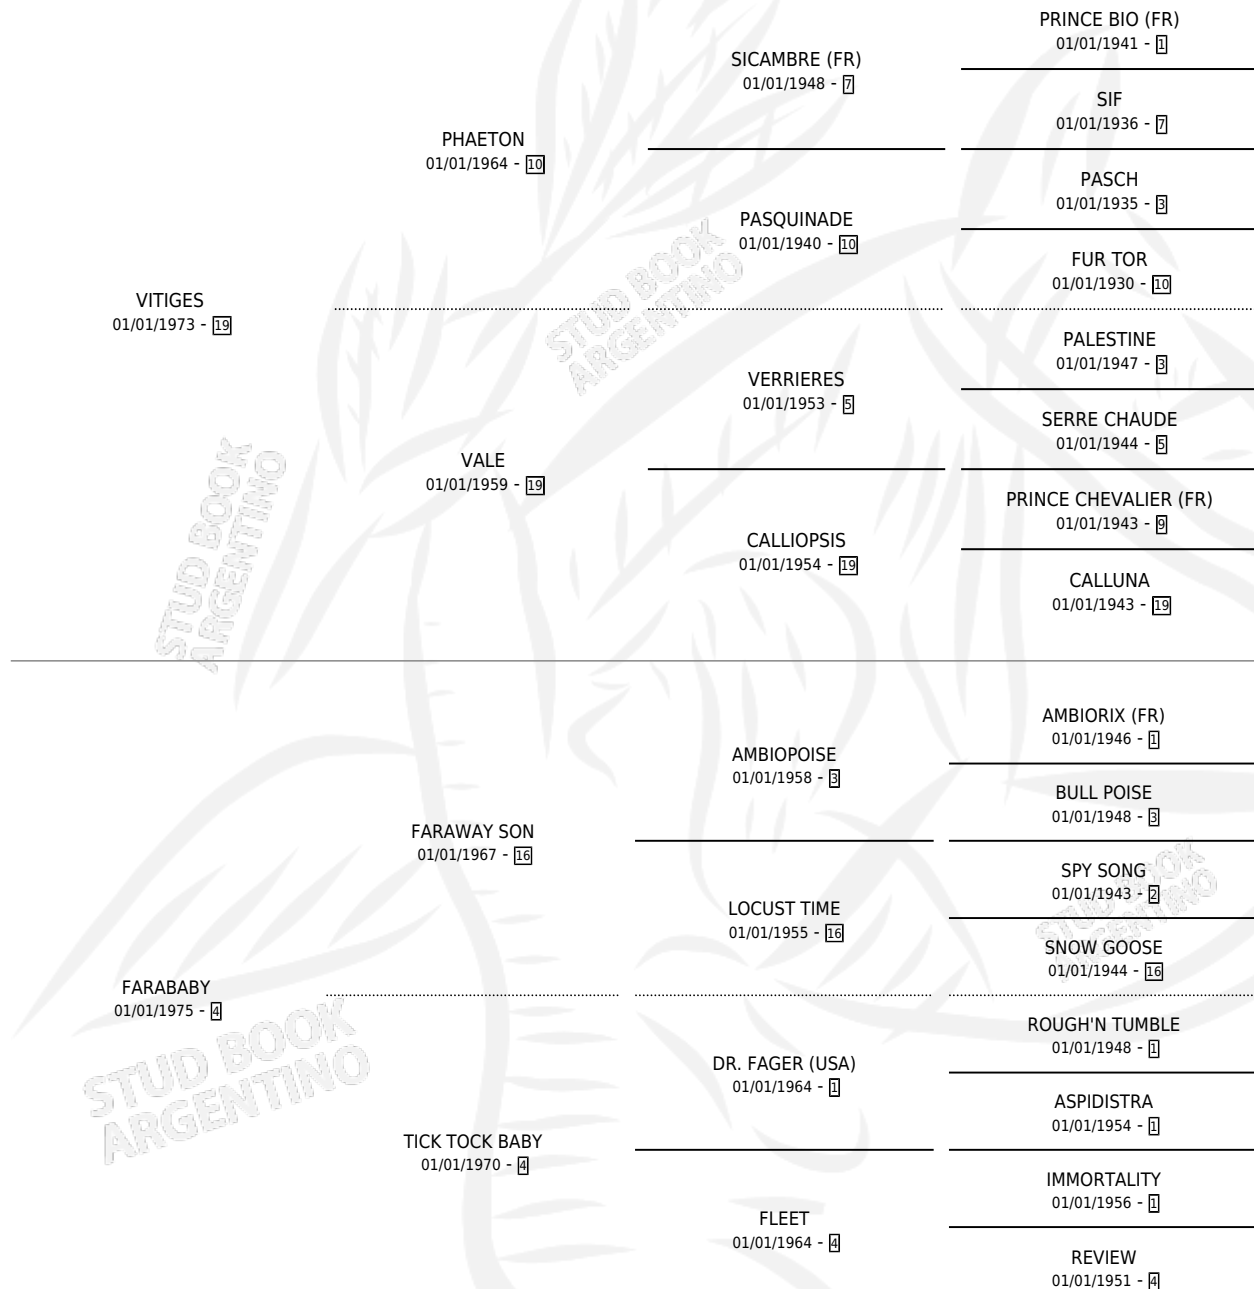 PRINCE BIO (FR)
01/01/1941 - 1
SICAMBRE (FR)
01/01/1948 - 7
SIF
01/01/1936 - 7
PHAETON
01/01/1964 - 10
PASCH
01/01/1935 - 3
PASQUINADE
01/01/1940 - 10
FUR TOR
01/01/1930 - 10
VITIGES
01/01/1973 - 19
PALESTINE
01/01/1947 - 3
VERRIERES
01/01/1953 - 5
SERRE CHAUDE
01/01/1944 - 5
VALE
01/01/1959 - 19
PRINCE CHEVALIER (FR)
01/01/1943 - 9
CALLIOPSIS
01/01/1954 - 19
CALLUNA
01/01/1943 - 19
AMBIORIX (FR)
01/01/1946 - 1
AMBIOPOISE
01/01/1958 - 3
BULL POISE
01/01/1948 - 3
FARAWAY SON
01/01/1967 - 16
SPY SONG
01/01/1943 - 2
LOCUST TIME
01/01/1955 - 16
SNOW GOOSE
01/01/1944 - 16
FARABABY
01/01/1975 - 4
ROUGH'N TUMBLE
01/01/1948 - 1
DR. FAGER (USA)
01/01/1964 - 1
ASPIDISTRA
01/01/1954 - 1
TICK TOCK BABY
01/01/1970 - 4
IMMORTALITY
01/01/1956 - 1
FLEET
01/01/1964 - 4
REVIEW
01/01/1951 - 4
STUD BOOK
ARGENTINO
STUD BOOK
ARGENTINO
STUD BOOK
ARGENTINO
STUD BOOK
ARGENTINO